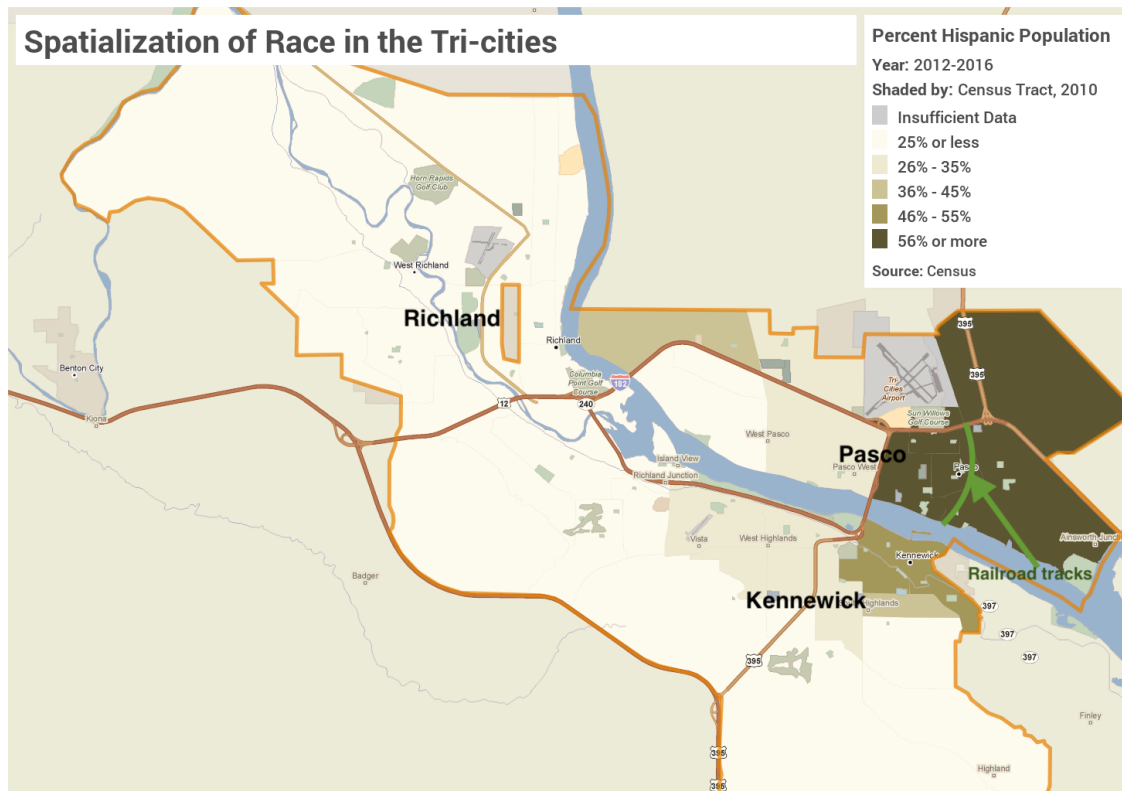 Spatialization of Race in the Tri-cities
Percent Hispanic Population
Year: 2012-2016
Shaded by: Census Tract, 2010
Insufficient Data
25% or less
26% - 35%
36% - 45%
46% - 55%
56% or more
Source: Census
Horn Rapids
Golf Club
West Richland
Richland
Richland
Benton City
Kiona
Columbia
Point Golf
Course
182
12
240
395
395
Tri-
Cities
Airport
Sun Willows
Golf Course
West Pasco
Pasco
Pasco West
Pasco
Island View
Richland Junction
Vista
West Highlands
Kennewick
Ainsworth Junc
Railroad tracks
Badger
Kennewick
Highlands
397
397
397
395
Finley
395
Highland
395